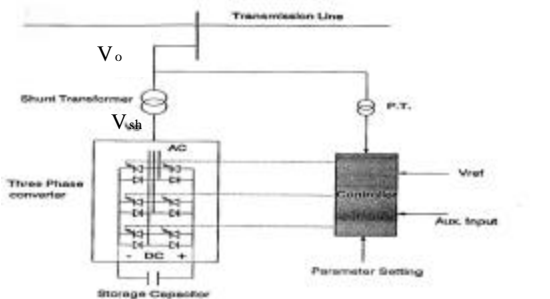 Transmission Line
Vo
Shunt Transformer
P.T.
Vsh
AC
Three Phase
converter
Vref
Controller
Aux. Input
- DC +
Parameter Setting
Storage Capacitor